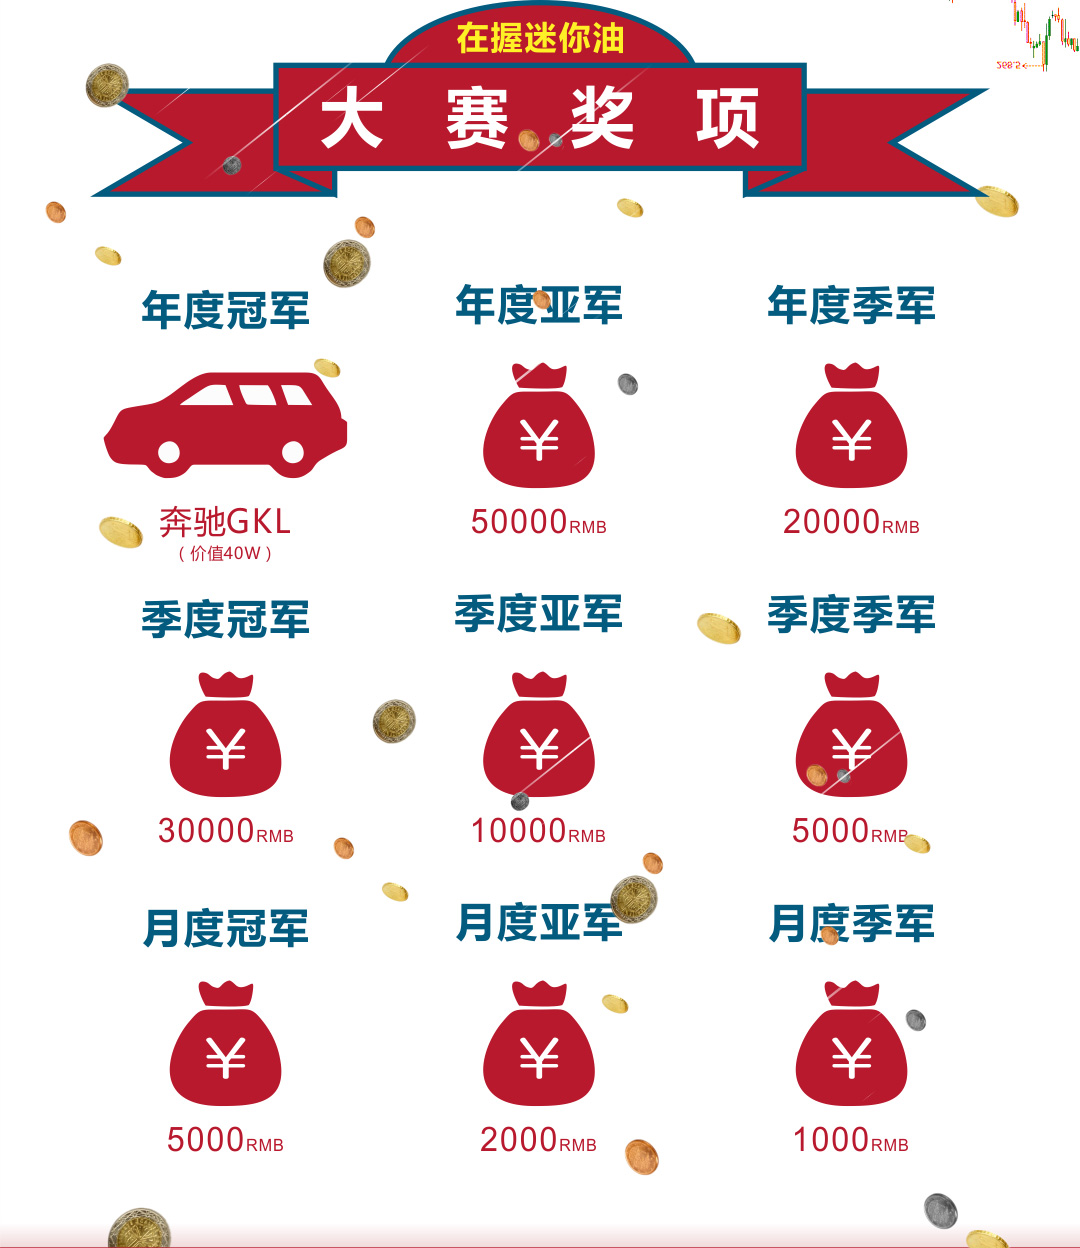 在握迷你油
大赛奖项
268.5
年度冠军
年度亚军
年度季军
¥
¥
奔驰GKL
50000RMB
20000RMB
(价值40W)
季度冠军
季度亚军
季度季军
¥
¥
¥
30000RMB
10000RMB
5000RMB
月度冠军
月度亚军
月度季军
¥
¥
¥
5000RMB
2000RMB
1000RMB